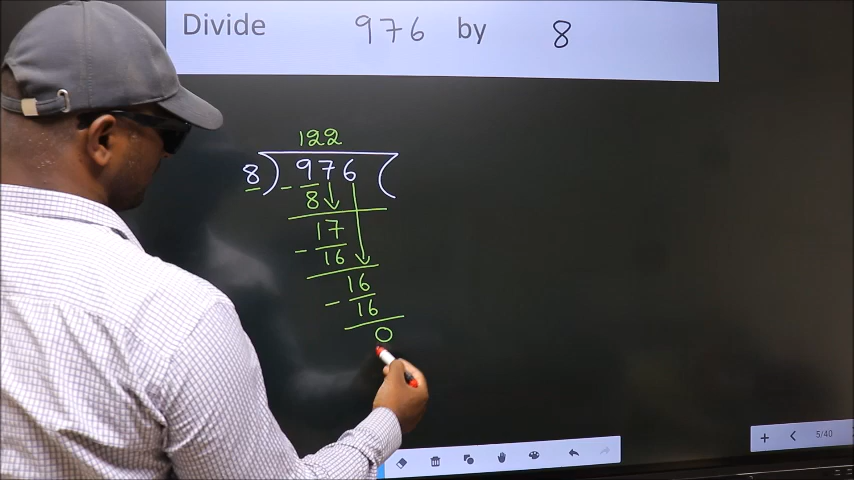 Divide 976 by 8
122
8 ) 976 (
- 8
17
- 16
16
- 16
0
+ < 5/40